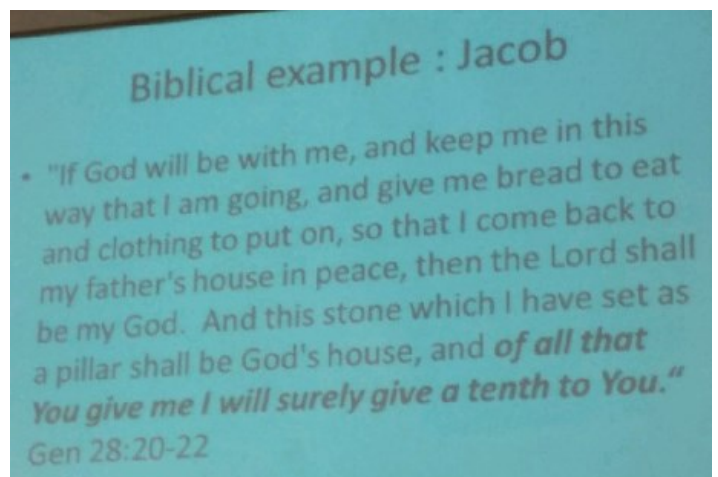 Biblical example : Jacob
• "If God will be with me, and keep me in this
way that I am going, and give me bread to eat
and clothing to put on, so that I come back to
my father's house in peace, then the Lord shall
be my God.  And this stone which I have set as
a pillar shall be God's house, and of all that
You give me I will surely give a tenth to You.“
Gen 28:20-22